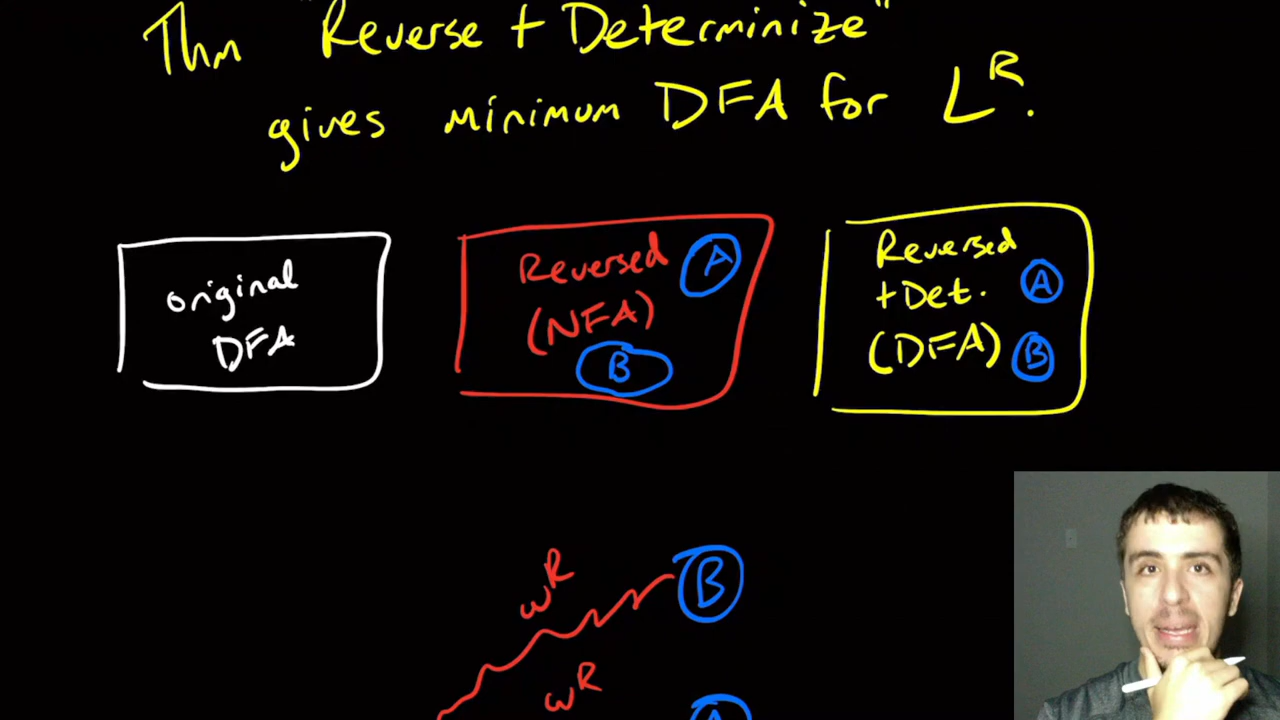 Thm "Reverse + Determinize"
gives minimum DFA for L^R.
original
DFA
Reversed
(NFA)
A
B
Reversed
+Det.
(DFA)
A
B
w^R
B
w^R
A